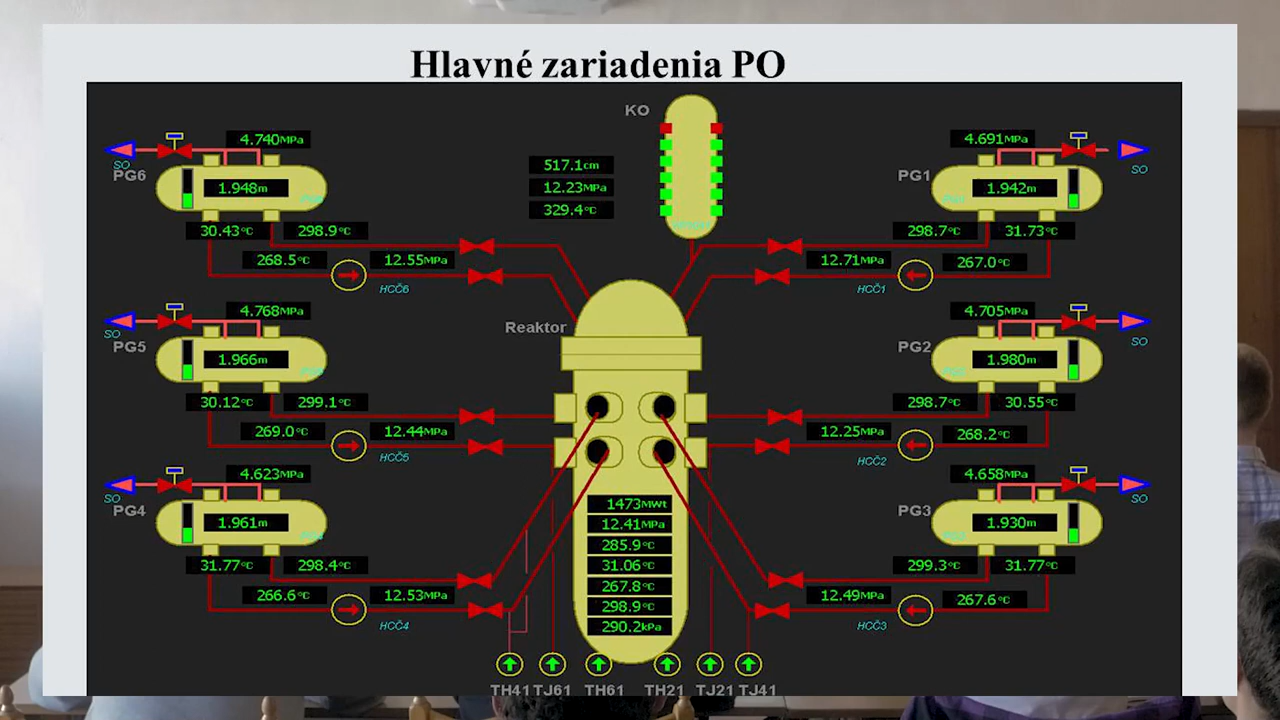 Hlavné zariadenia PO
KO
4.740MPa
4.691MPa
SO
PG6
1.948m
517.1cm
12.23MPa
329.4°C
PG1
1.942m
SO
30.43°C
298.9°C
298.7°C
31.73°C
268.5°C
12.55MPa
12.71MPa
267.0°C
HCČ6
HCČ1
4.768MPa
4.705MPa
SO
PG5
1.966m
Reaktor
PG2
1.980m
SO
30.12°C
299.1°C
298.7°C
30.55°C
269.0°C
12.44MPa
12.25MPa
268.2°C
HCČ5
HCČ2
4.623MPa
4.658MPa
SO
PG4
1.961m
1473MWt
12.41MPa
285.9°C
31.06°C
267.8°C
298.9°C
290.2kPa
PG3
1.930m
SO
31.77°C
298.4°C
299.3°C
31.77°C
266.6°C
12.53MPa
12.49MPa
267.6°C
HCČ4
HCČ3
TH41 TJ61 TH61 TH21 TJ21 TJ41